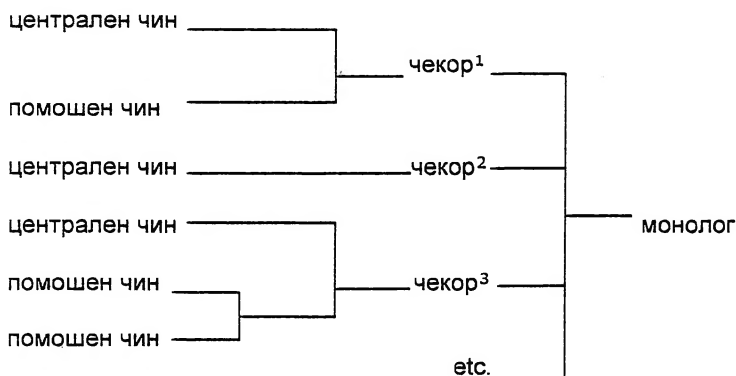 централен чин
чекор¹
помошен чин
централен чин
чекор²
централен чин
монолог
помошен чин
чекор³
помошен чин
etc.